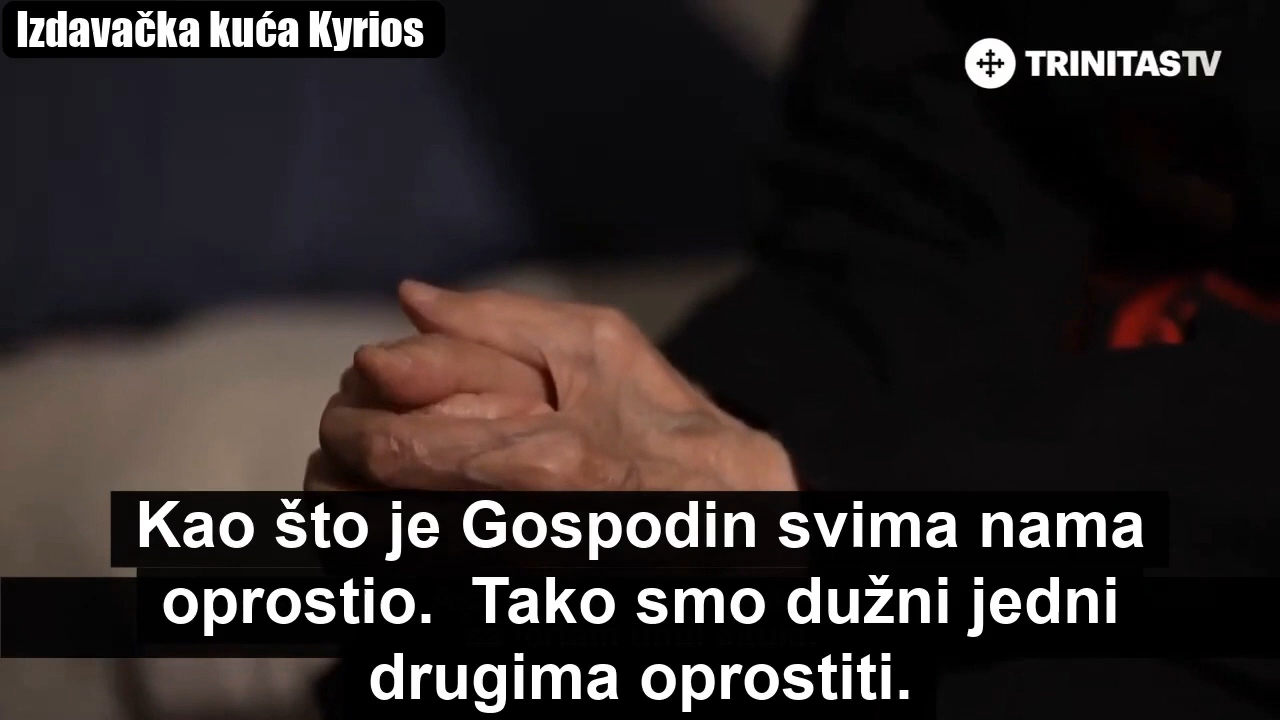 Izdavačka kuća Kyrios
TRINITASTV
Kao što je Gospodin svima nama
oprostio. Tako smo dužni jedni
drugima oprostiti.